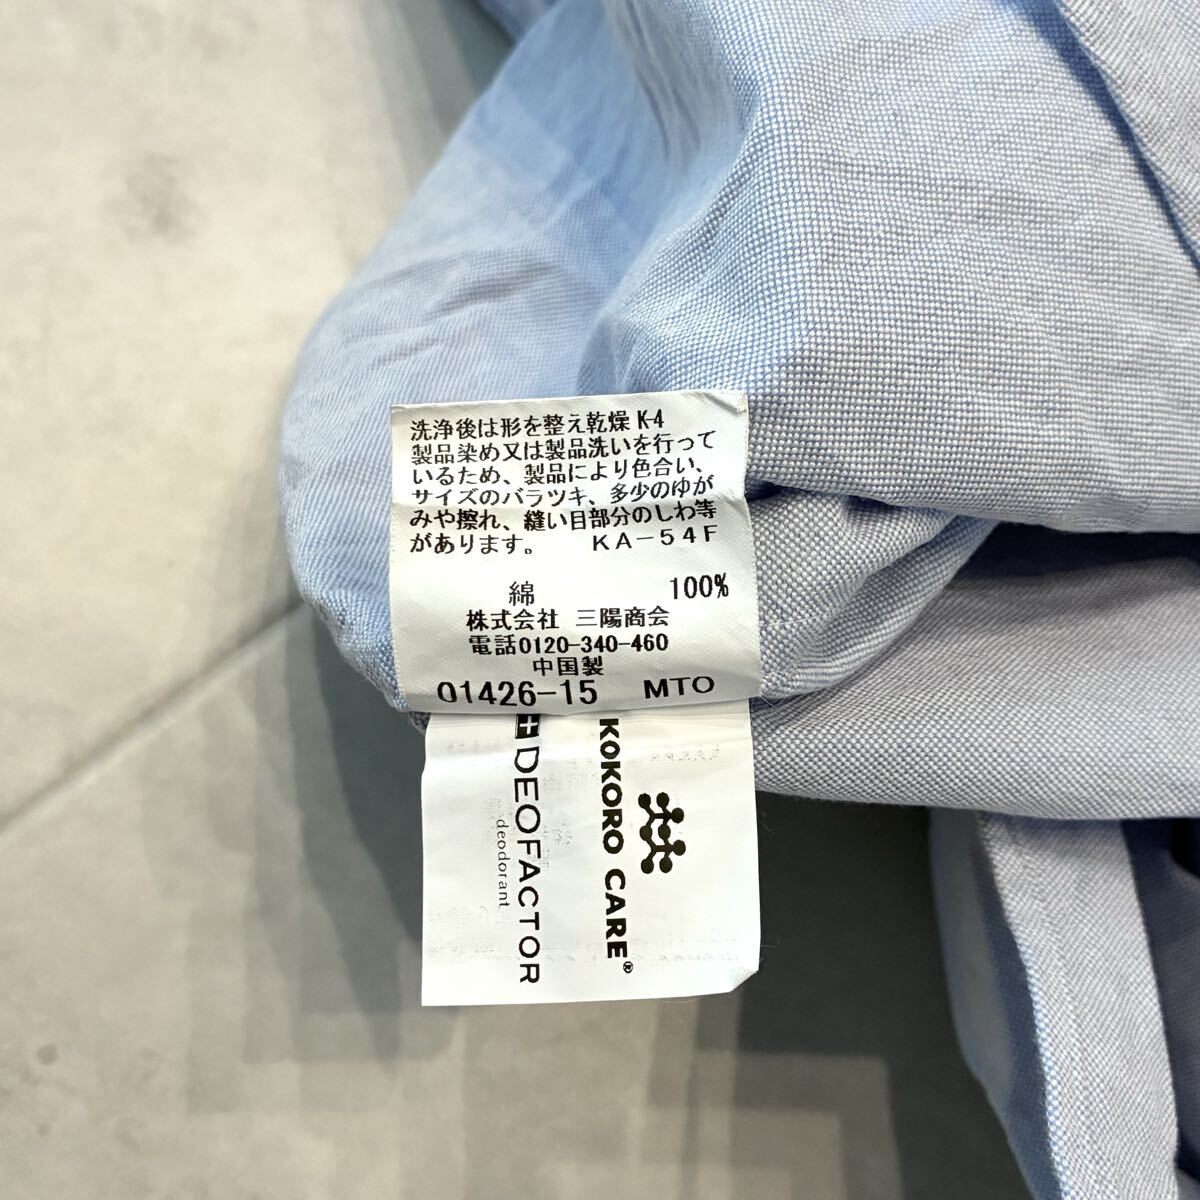 洗浄後は形を整え乾燥 K-4
製品染め又は製品洗いを行って
いるため、製品により色合い、
サイズのバラツキ、多少のゆが
みや擦れ、縫い目部分のしわ等
があります。 KA-54F
綿 100%
株式会社 三陽商会
電話0120-340-460
中国製
01426-15 MTO
KOKORO CARE®
DEOFACTOR
deodorant